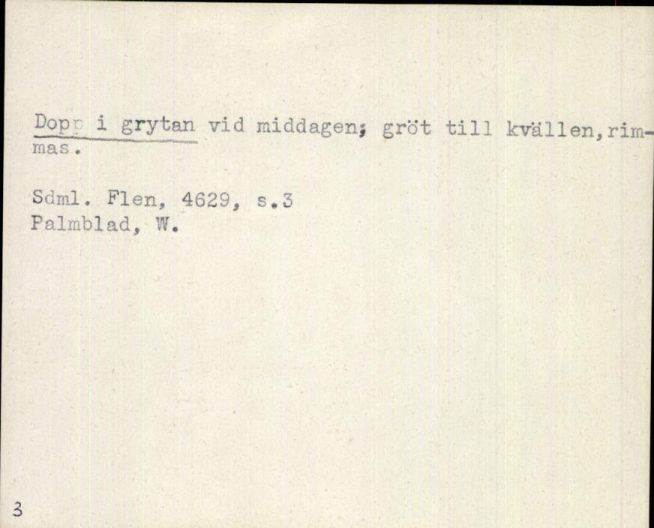 Dopp i grytan vid middagen; gröt till kvällen,rim-
mas.
Sdml. Flen, 4629, s.3
Palmblad, W.
3